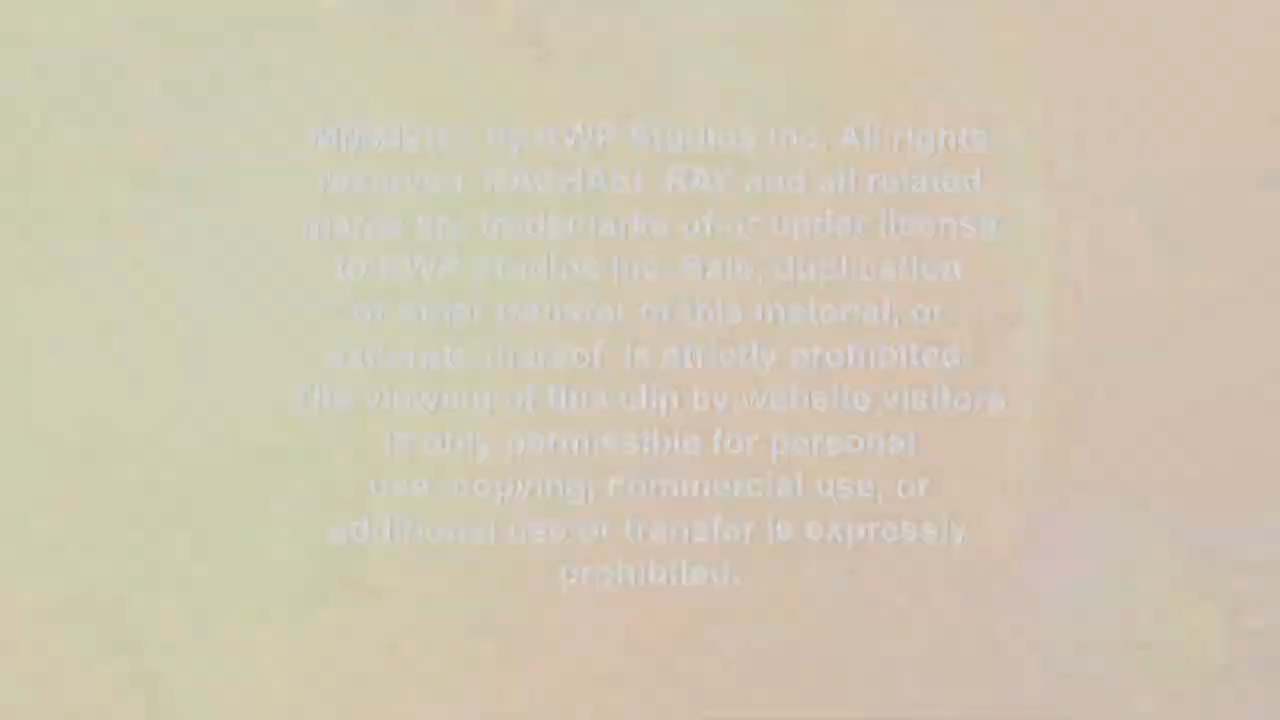 by KWP Studios Inc. All rights
reserved. RACHAEL RAY and all related
marks are trademarks of or under license
to KWP Studios Inc. Sale, duplication
or other transfer of this material, or
excerpts thereof, is strictly prohibited.
The viewing of this clip by website visitors
is only permissible for personal
use; copying, commercial use, or
additional use or transfer is expressly
prohibited.